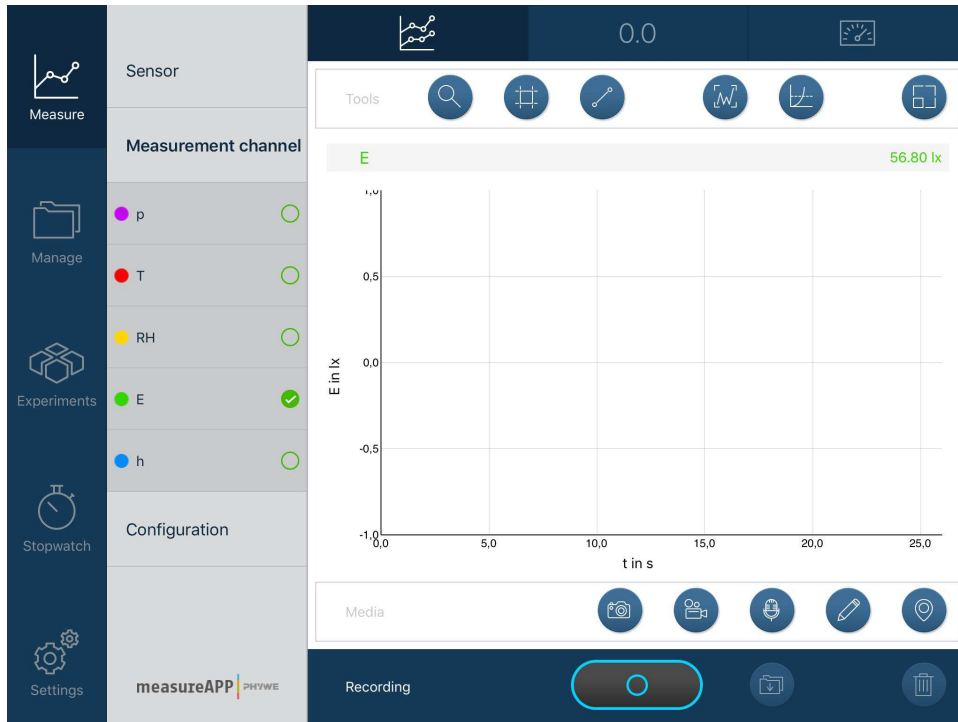 Measure
Manage
Experiments
Stopwatch
Settings
Sensor
Measurement channel
p
T
RH
E
h
Configuration
measureAPP PHYWE
0.0
Tools
E 56.80 lx
1,0
0,5
0,0
-0,5
-1,0
E in lx
0,0 5,0 10,0 15,0 20,0 25,0
t in s
Media
Recording